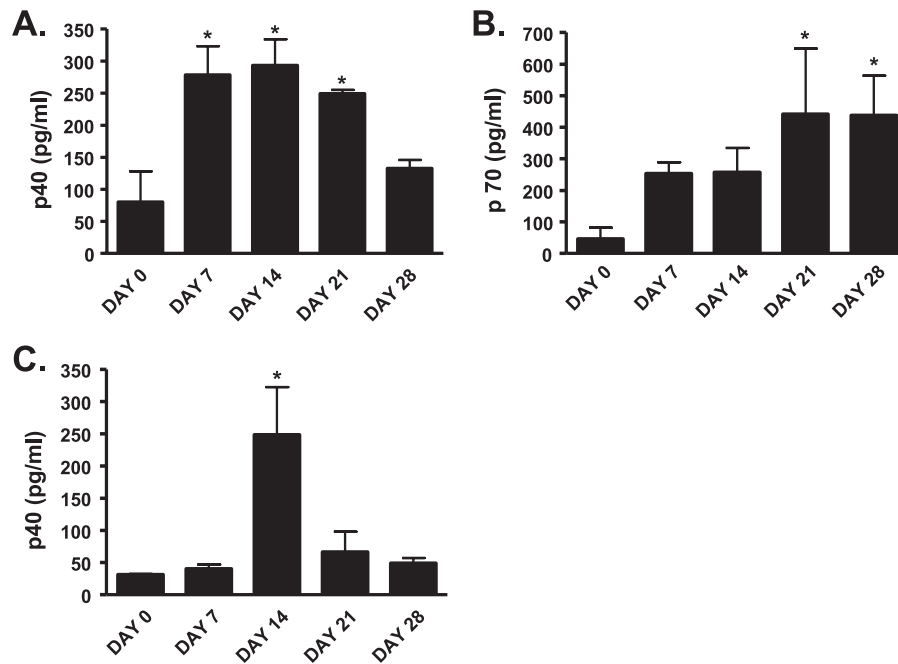 A.
p40 (pg/ml)
350
300
250
200
150
100
50
0
*
*
*
DAY 0
DAY 7
DAY 14
DAY 21
DAY 28
B.
p 70 (pg/ml)
700
600
500
400
300
200
100
0
*
*
DAY 0
DAY 7
DAY 14
DAY 21
DAY 28
C.
p40 (pg/ml)
350
300
250
200
150
100
50
0
*
DAY 0
DAY 7
DAY 14
DAY 21
DAY 28